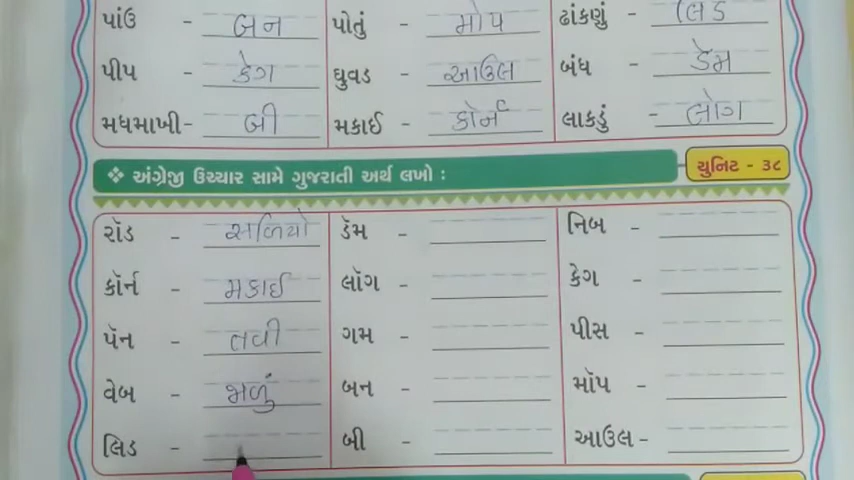 પાંઉ - બન પોતું - મોપ ઢાંકણું - લિડ
પીપ - કેગ ઘુવડ - આઉલ બંધ - ડેમ
મધમાખી- બી મકાઈ - કોર્ન લાકડું - લોગ
❖ અંગ્રેજી ઉચ્ચાર સામે ગુજરાતી અર્થ લખો : યુનિટ - ૩૮
રૉડ - સળિયો ડૅમ - નિબ -
કૉર્ન - મકાઈ લૉગ - કેગ -
પૅન - તવી ગમ - પીસ -
વેબ - જાળું બન - મૉપ -
લિડ - બી - આઉલ -